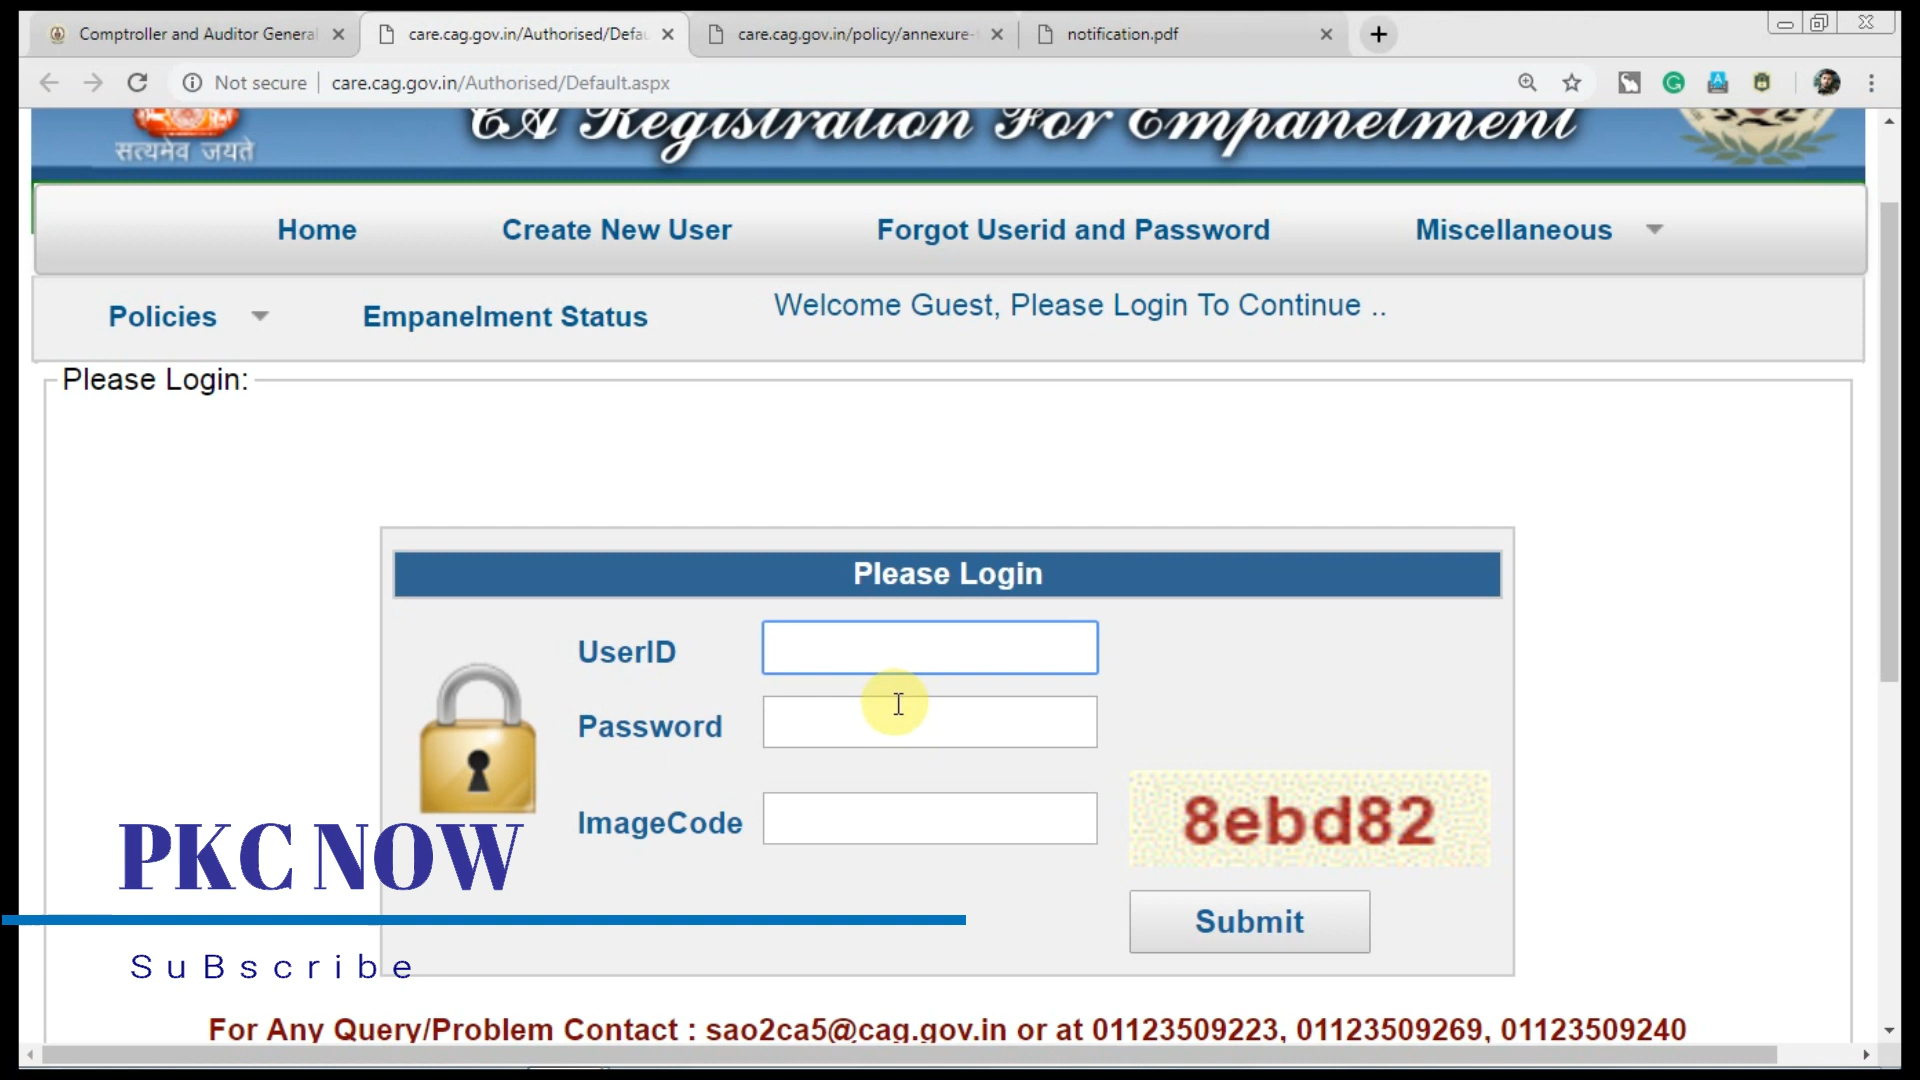 Comptroller and Auditor General
care.cag.gov.in/Authorised/Defau
care.cag.gov.in/policy/annexure-
notification.pdf
Not secure
care.cag.gov.in/Authorised/Default.aspx
सत्यमेव जयते
CA Registration For Empanelment
Home
Create New User
Forgot Userid and Password
Miscellaneous
Policies
Empanelment Status
Welcome Guest, Please Login To Continue ..
Please Login:
Please Login
UserID
Password
ImageCode
8ebd82
Submit
PKC NOW
SuBscribe
For Any Query/Problem Contact : sao2ca5@cag.gov.in or at 01123509223, 01123509269, 01123509240